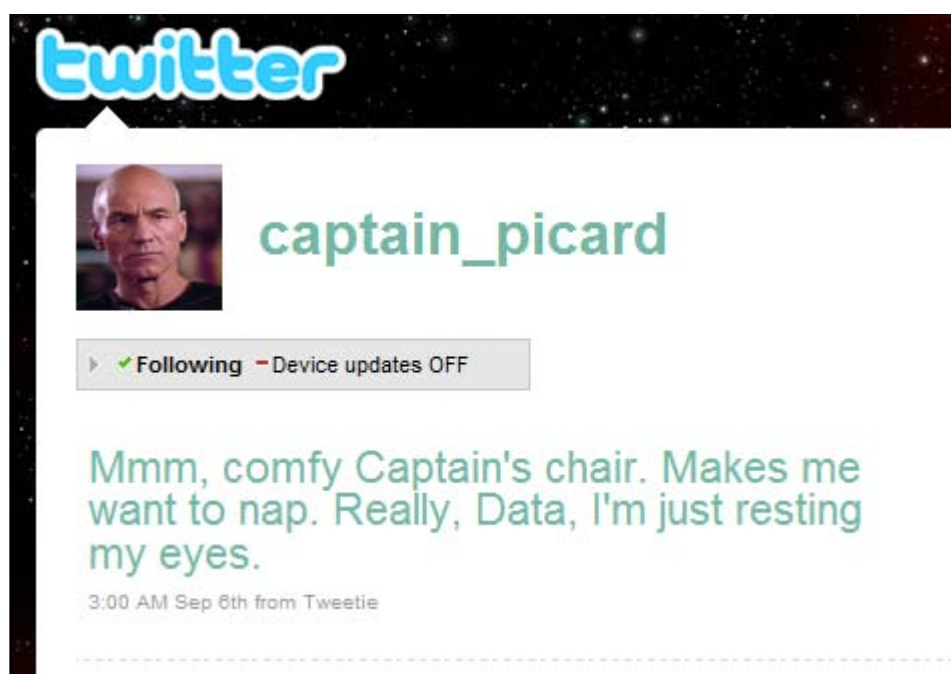 twitter
captain_picard
Following Device updates OFF
Mmm, comfy Captain's chair. Makes me
want to nap. Really, Data, I'm just resting
my eyes.
3:00 AM Sep 6th from Tweetie